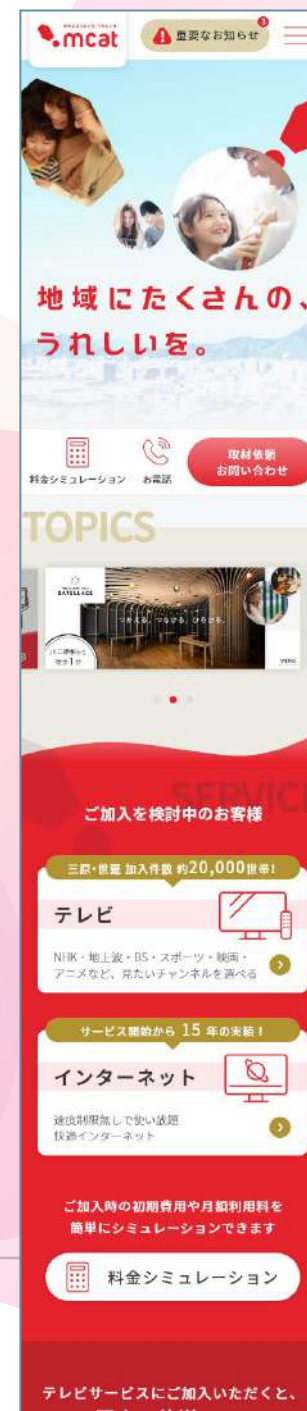 mcat
重要なお知らせ
3
地域にたくさんの、
うれしいを。
料金シミュレーション
お電話
取材依頼
お問い合わせ
TOPICS
SATELLACE
つかえる、つながる、ひろがる。
徒歩1分
SERVICE
ご加入を検討中のお客様
三原・世羅 加入件数 約20,000世帯!
テレビ
NHK・地上波・BS・スポーツ・映画・
アニメなど、見たいチャンネルを選べる
サービス開始から 15 年の実績!
インターネット
速度制限無しで使い放題
快適インターネット
ご加入時の初期費用や月額利用料を
簡単にシミュレーションできます
料金シミュレーション
テレビサービスにご加入いただくと、